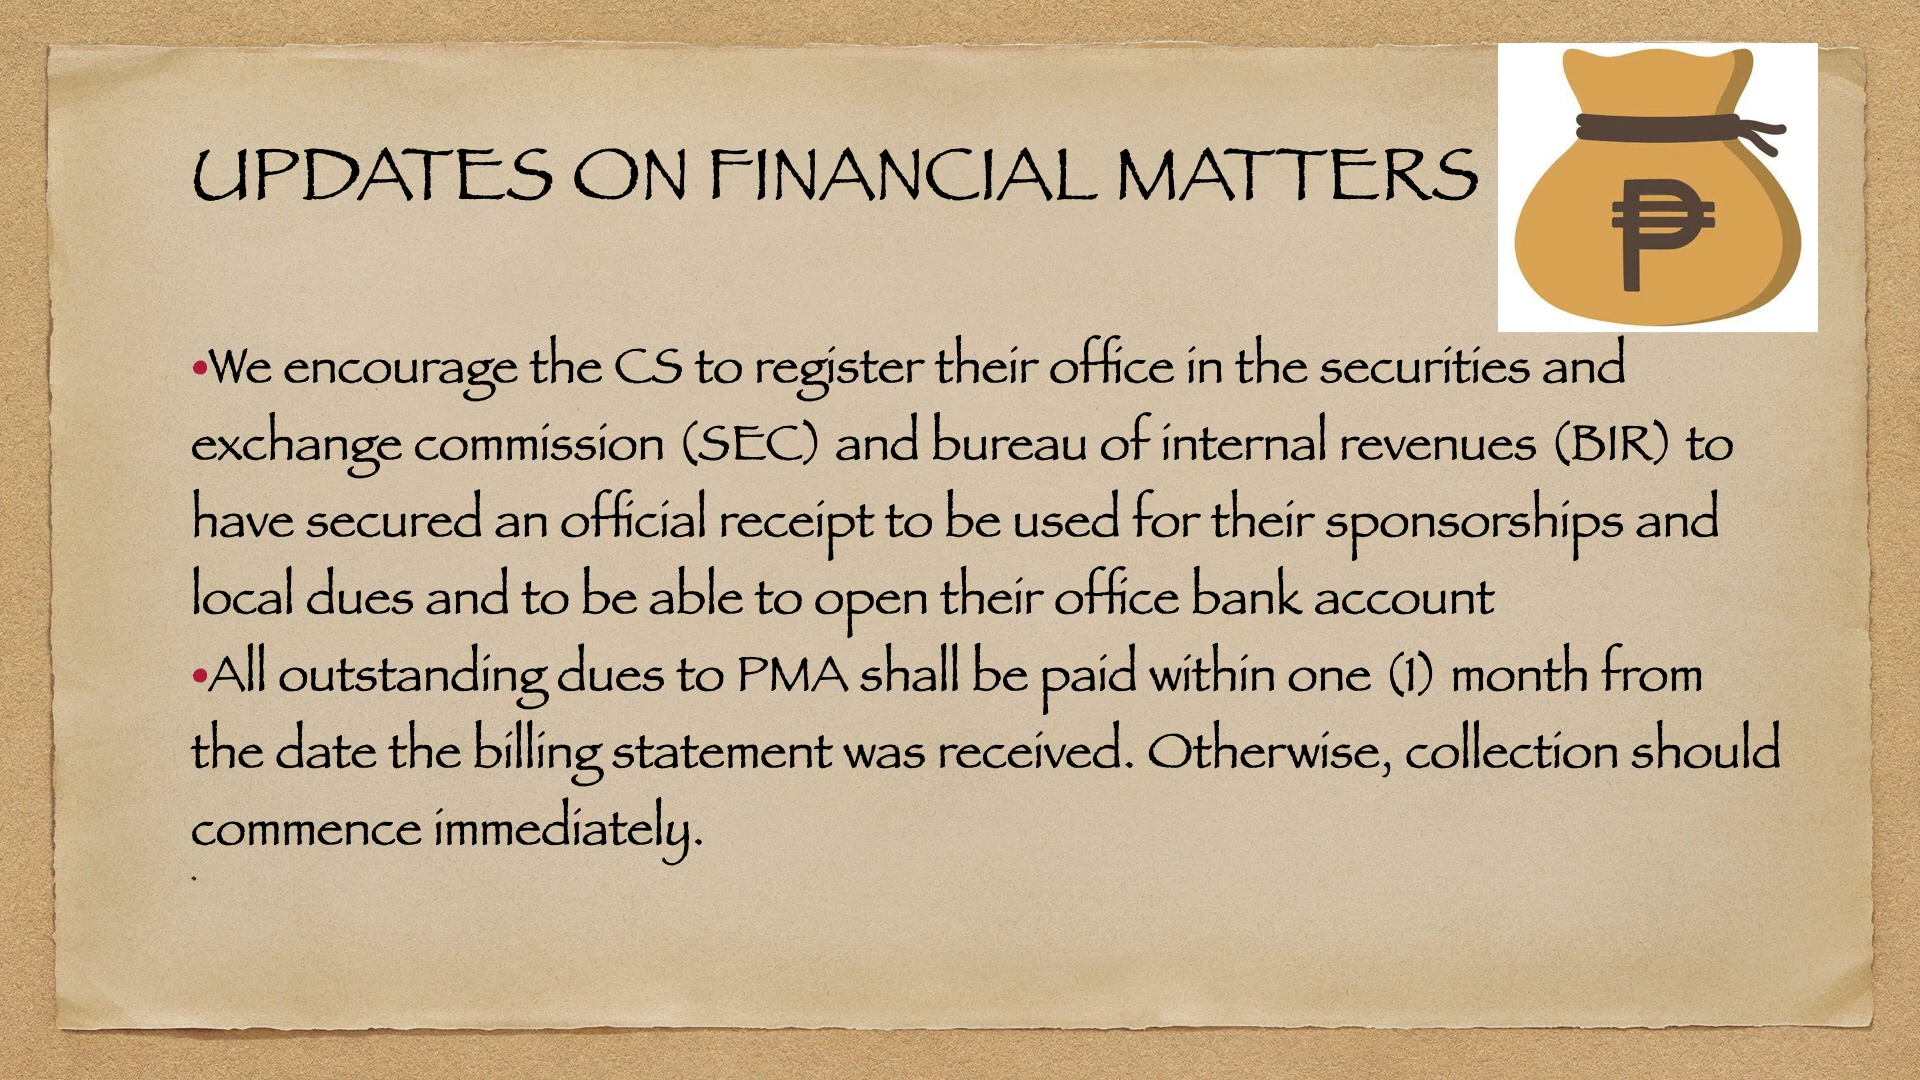 UPDATES ON FINANCIAL MATTERS
₱
•We encourage the CS to register their office in the securities and
exchange commission (SEC) and bureau of internal revenues (BIR) to
have secured an official receipt to be used for their sponsorships and
local dues and to be able to open their office bank account
•All outstanding dues to PMA shall be paid within one (1) month from
the date the billing statement was received. Otherwise, collection should
commence immediately.
.